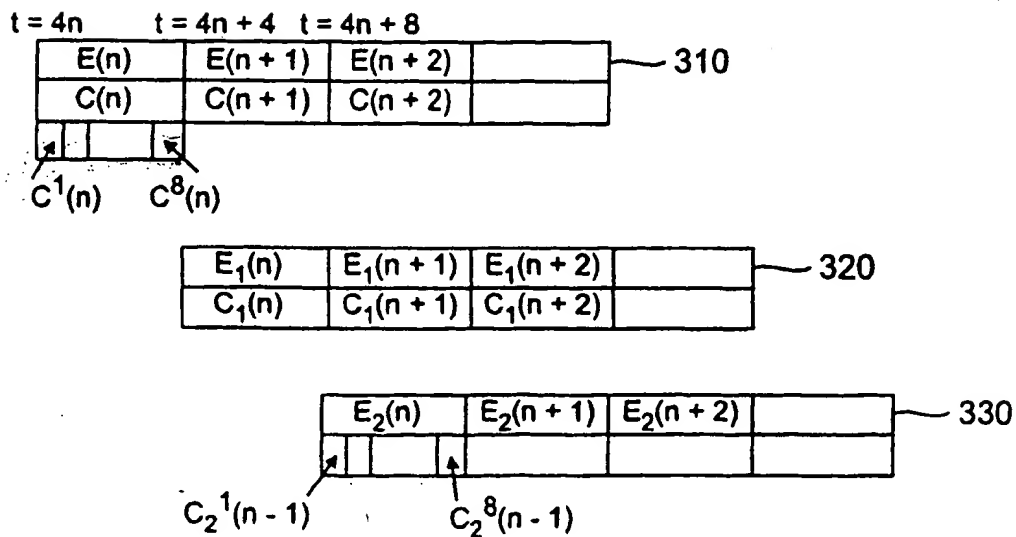 t = 4n t = 4n + 4 t = 4n + 8
E(n) E(n + 1) E(n + 2) 310
C(n) C(n + 1) C(n + 2)
C¹(n) C⁸(n)
E₁(n) E₁(n + 1) E₁(n + 2) 320
C₁(n) C₁(n + 1) C₁(n + 2)
E₂(n) E₂(n + 1) E₂(n + 2) 330
C₂¹(n - 1) C₂⁸(n - 1)